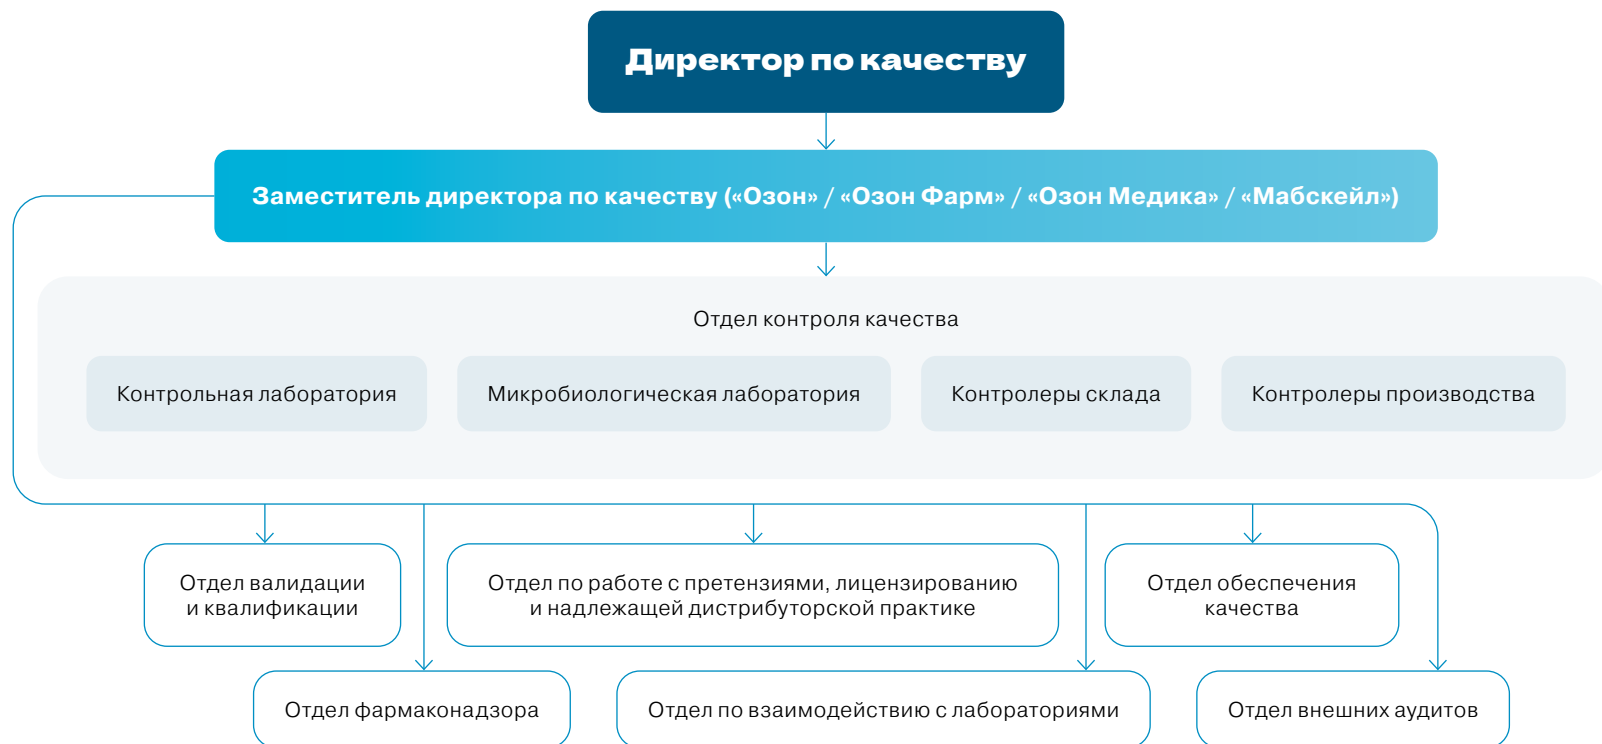 Директор по качеству
Заместитель директора по качеству («Озон» / «Озон Фарм» / «Озон Медика» / «Мабскейл»)
Отдел контроля качества
Контрольная лаборатория
Микробиологическая лаборатория
Контролеры склада
Контролеры производства
Отдел валидации
и квалификации
Отдел по работе с претензиями, лицензированию
и надлежащей дистрибуторской практике
Отдел обеспечения
качества
Отдел фармаконадзора
Отдел по взаимодействию с лабораториями
Отдел внешних аудитов